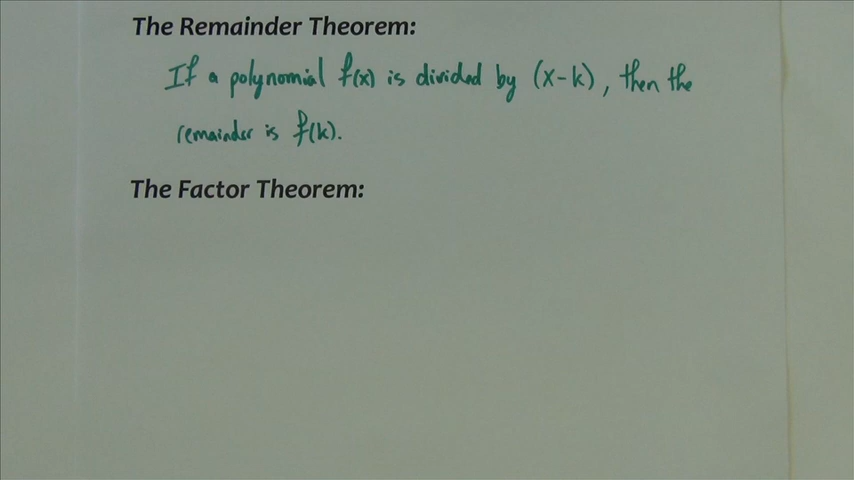 The Remainder Theorem:
If a polynomial f(x) is divided by (x-k), then the
remainder is f(k).
The Factor Theorem: